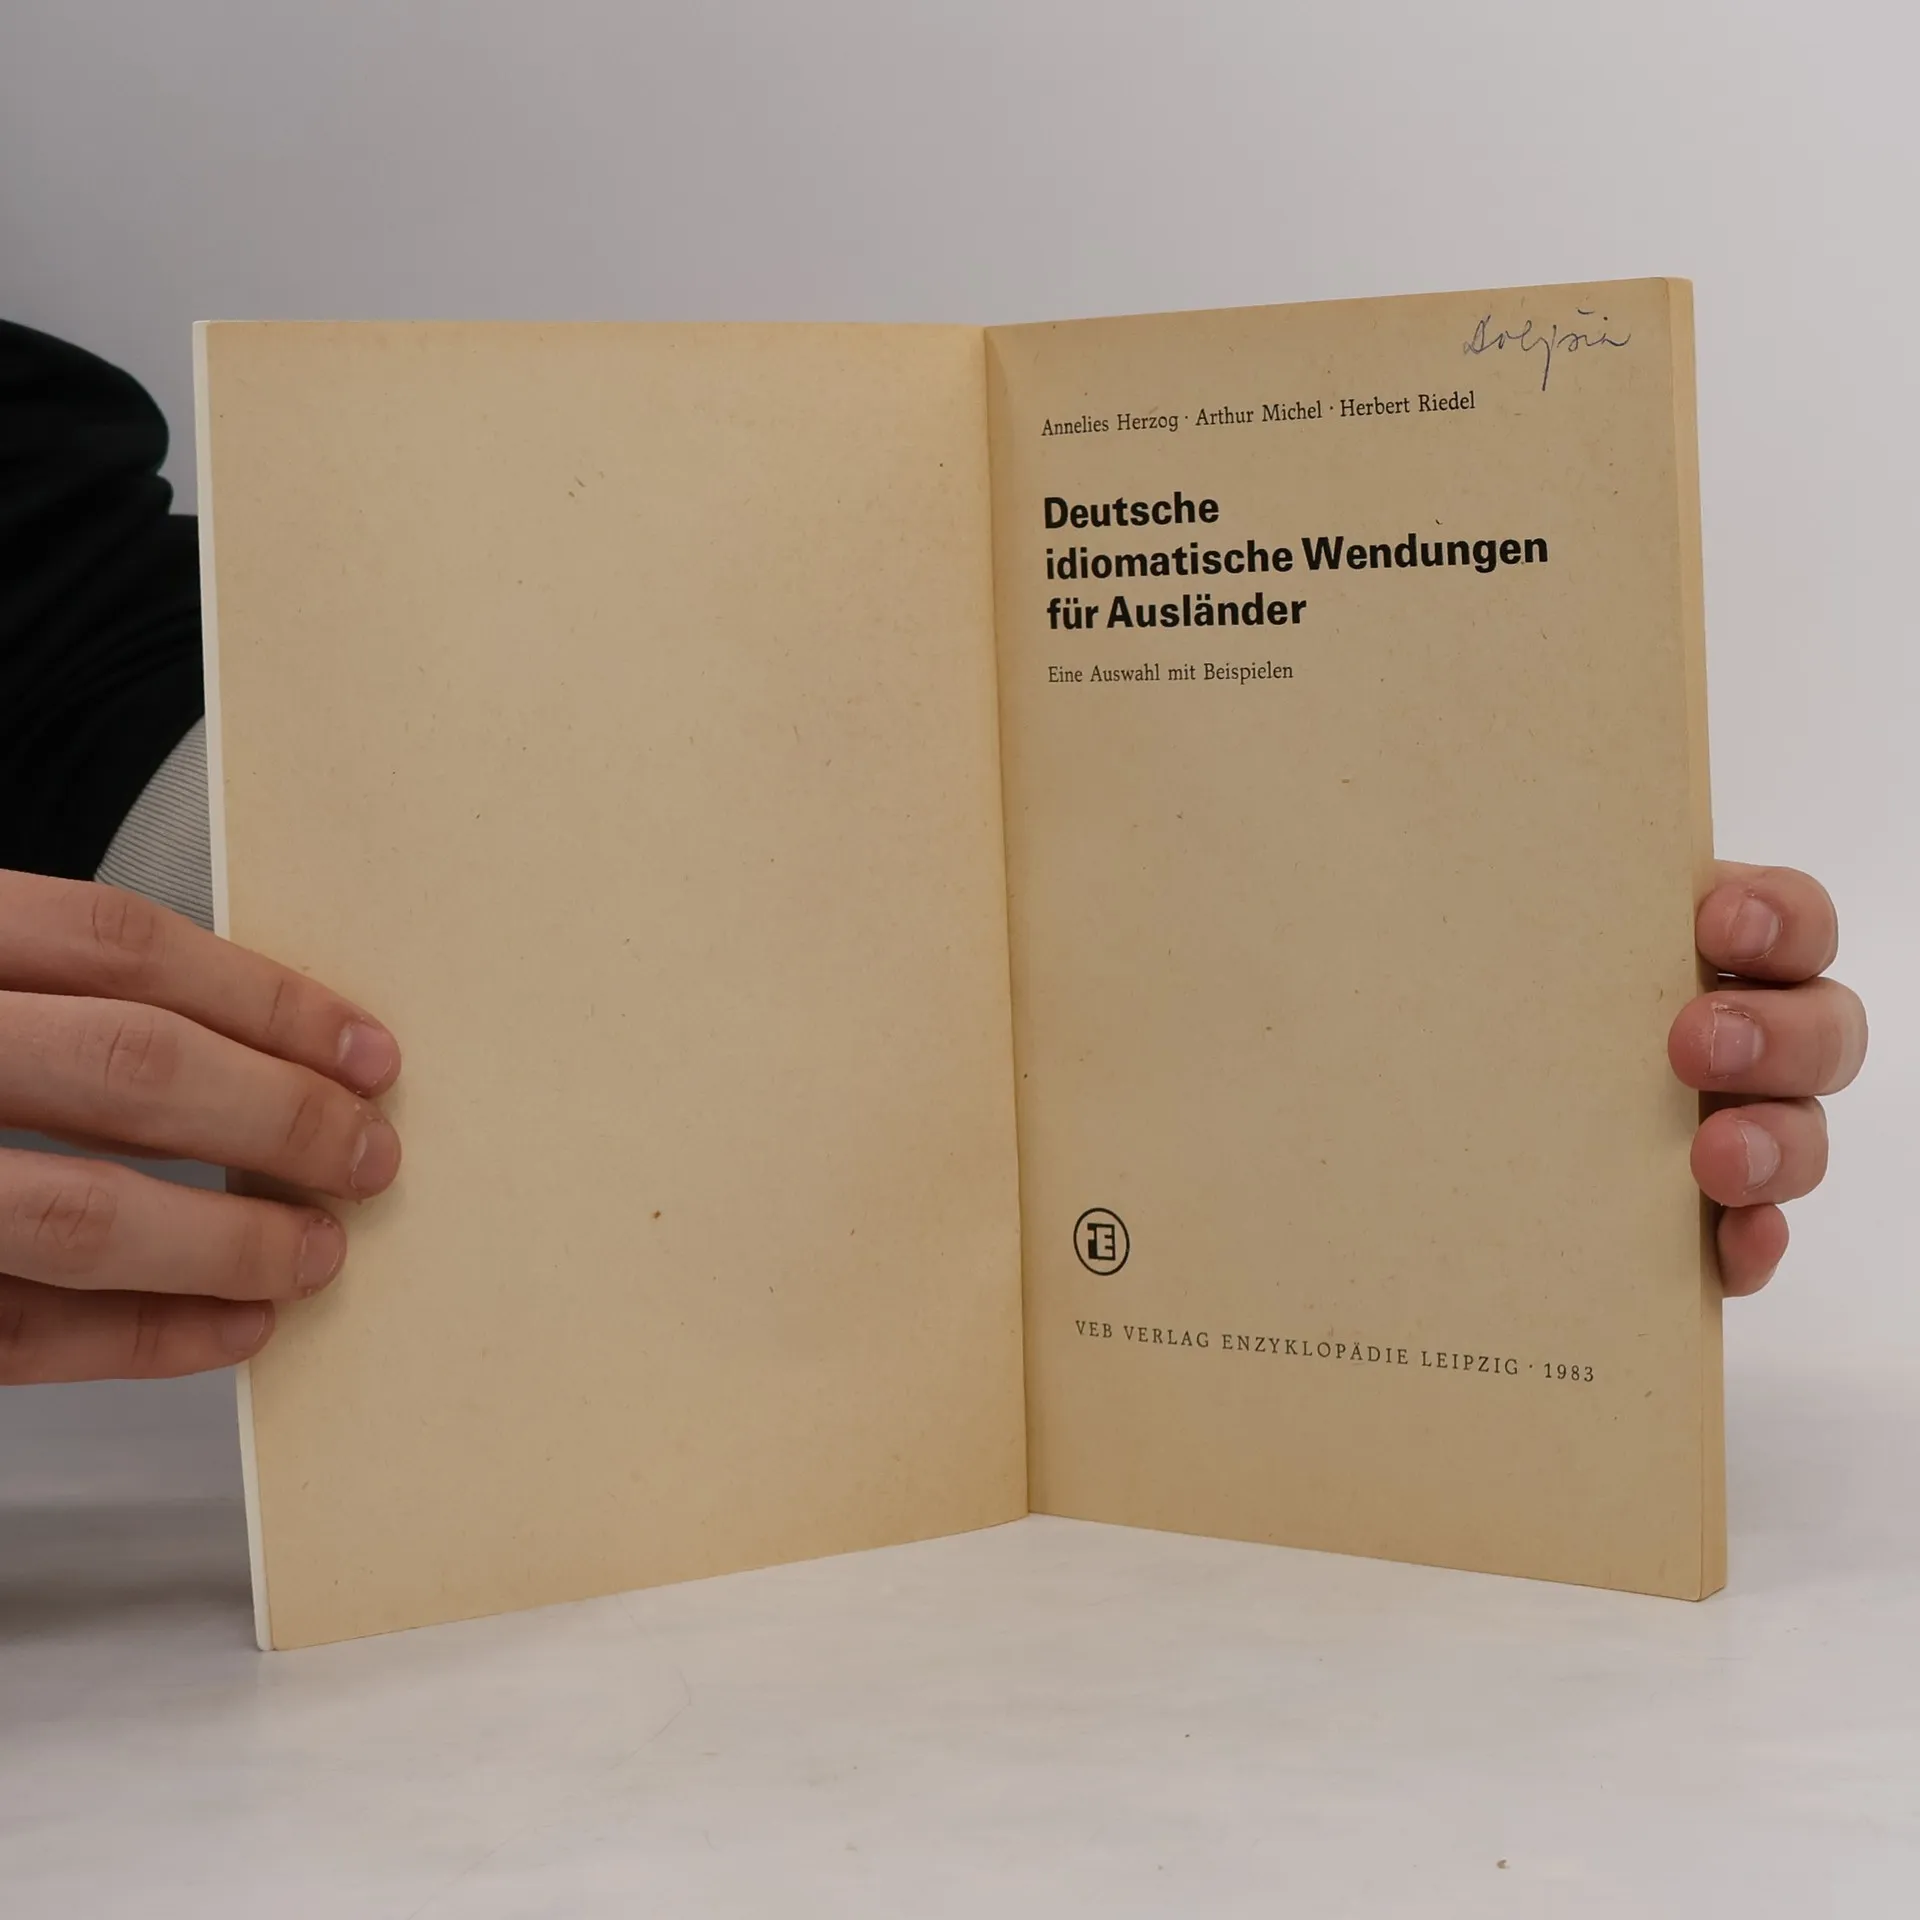 Annelies Herzog · Arthur Michel · Herbert Riedel
Deutsche
idiomatische Wendungen
für Ausländer
Eine Auswahl mit Beispielen
E
VEB VERLAG ENZYKLOPÄDIE LEIPZIG · 1983